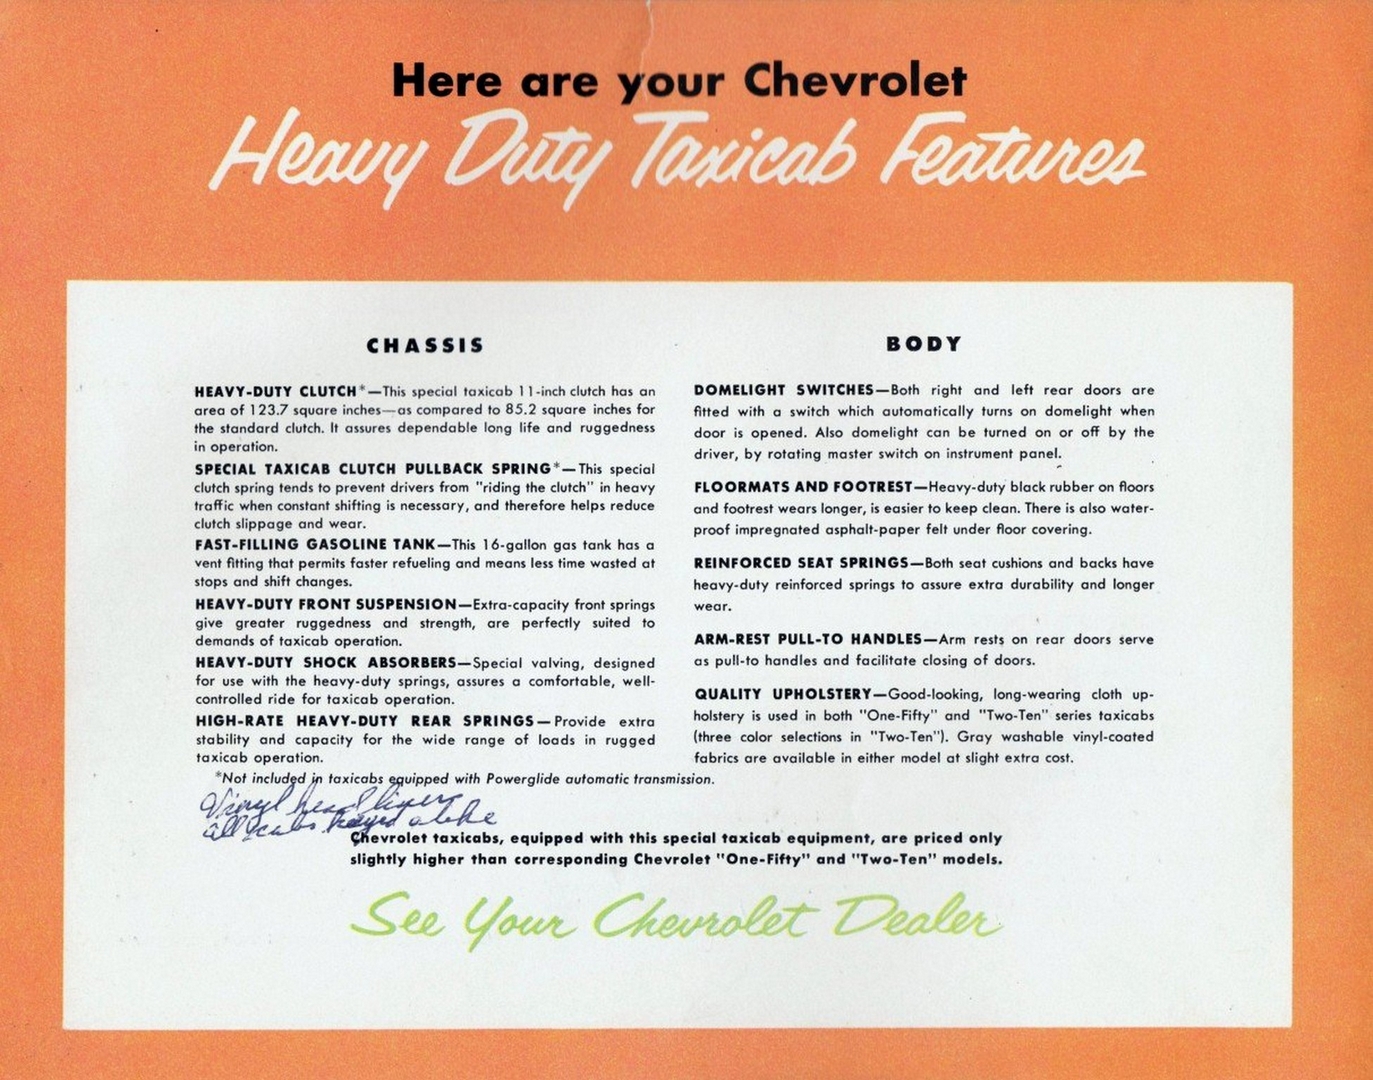 Here are your Chevrolet
Heavy Duty Taxicab Features
CHASSIS
HEAVY-DUTY CLUTCH*—This special taxicab 11-inch clutch has an
area of 123.7 square inches—as compared to 85.2 square inches for
the standard clutch. It assures dependable long life and ruggedness
in operation.
SPECIAL TAXICAB CLUTCH PULLBACK SPRING*—This special
clutch spring tends to prevent drivers from "riding the clutch" in heavy
traffic when constant shifting is necessary, and therefore helps reduce
clutch slippage and wear.
FAST-FILLING GASOLINE TANK—This 16-gallon gas tank has a
vent fitting that permits faster refueling and means less time wasted at
stops and shift changes.
HEAVY-DUTY FRONT SUSPENSION—Extra-capacity front springs
give greater ruggedness and strength, are perfectly suited to
demands of taxicab operation.
HEAVY-DUTY SHOCK ABSORBERS—Special valving, designed
for use with the heavy-duty springs, assures a comfortable, well-
controlled ride for taxicab operation.
HIGH-RATE HEAVY-DUTY REAR SPRINGS—Provide extra
stability and capacity for the wide range of loads in rugged
taxicab operation.
*Not included in taxicabs equipped with Powerglide automatic transmission.
BODY
DOMELIGHT SWITCHES—Both right and left rear doors are
fitted with a switch which automatically turns on domelight when
door is opened. Also domelight can be turned on or off by the
driver, by rotating master switch on instrument panel.
FLOORMATS AND FOOTREST—Heavy-duty black rubber on floors
and footrest wears longer, is easier to keep clean. There is also water-
proof impregnated asphalt-paper felt under floor covering.
REINFORCED SEAT SPRINGS—Both seat cushions and backs have
heavy-duty reinforced springs to assure extra durability and longer
wear.
ARM-REST PULL-TO HANDLES—Arm rests on rear doors serve
as pull-to handles and facilitate closing of doors.
QUALITY UPHOLSTERY—Good-looking, long-wearing cloth up-
holstery is used in both "One-Fifty" and "Two-Ten" series taxicabs
(three color selections in "Two-Ten"). Gray washable vinyl-coated
fabrics are available in either model at slight extra cost.
Vinyl headliners
all cabs keyed alike
Chevrolet taxicabs, equipped with this special taxicab equipment, are priced only
slightly higher than corresponding Chevrolet "One-Fifty" and "Two-Ten" models.
See Your Chevrolet Dealer